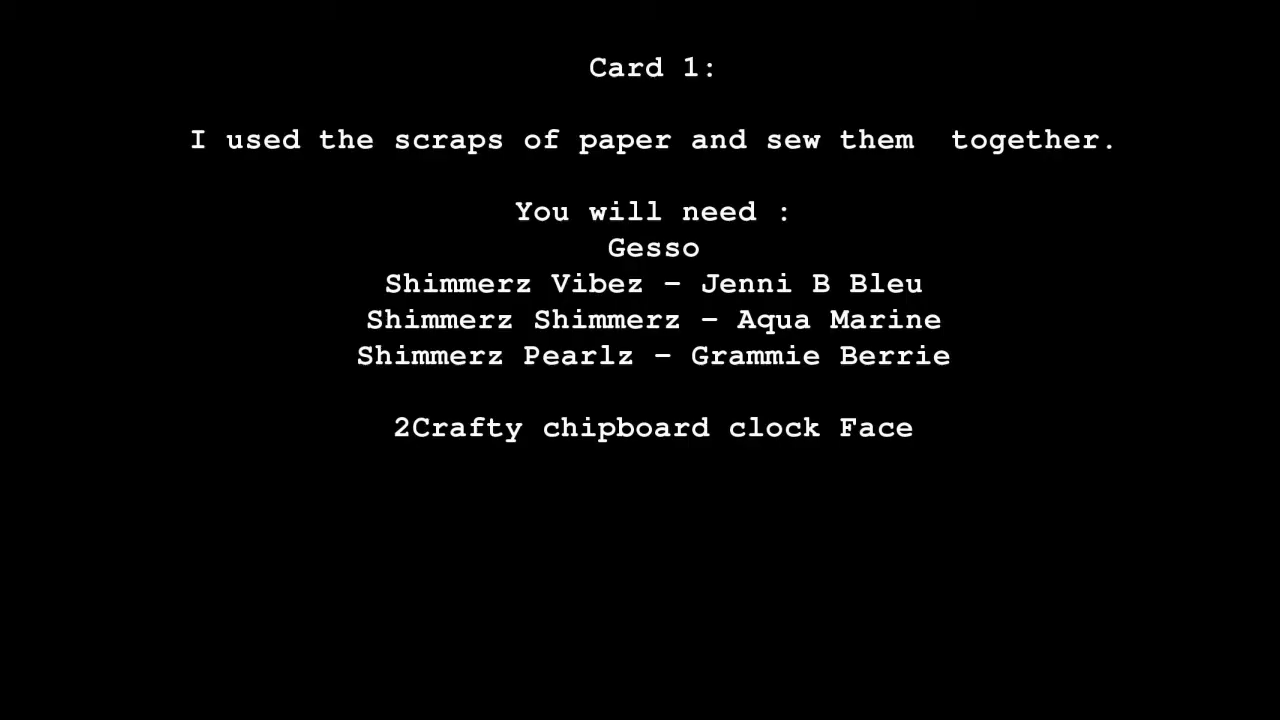 Card 1:
I used the scraps of paper and sew them  together.
You will need :
Gesso
Shimmerz Vibez - Jenni B Bleu
Shimmerz Shimmerz - Aqua Marine
Shimmerz Pearlz - Grammie Berrie
2Crafty chipboard clock Face